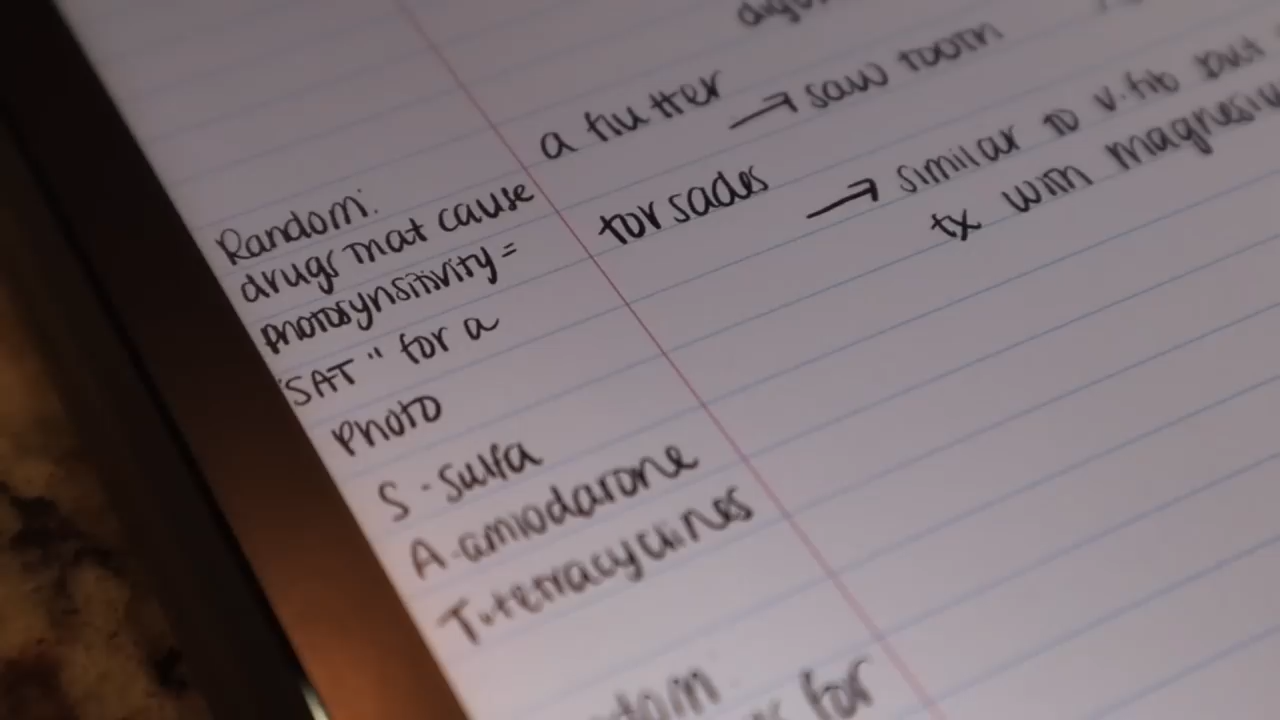 a flutter → saw tooth
torsades → similar to v.fib but
tx with
Random:
drugs that cause
photosynsitivity =
"SAT" for a
photo
S - sulfa
A - amiodarone
T - tetracyclines
for